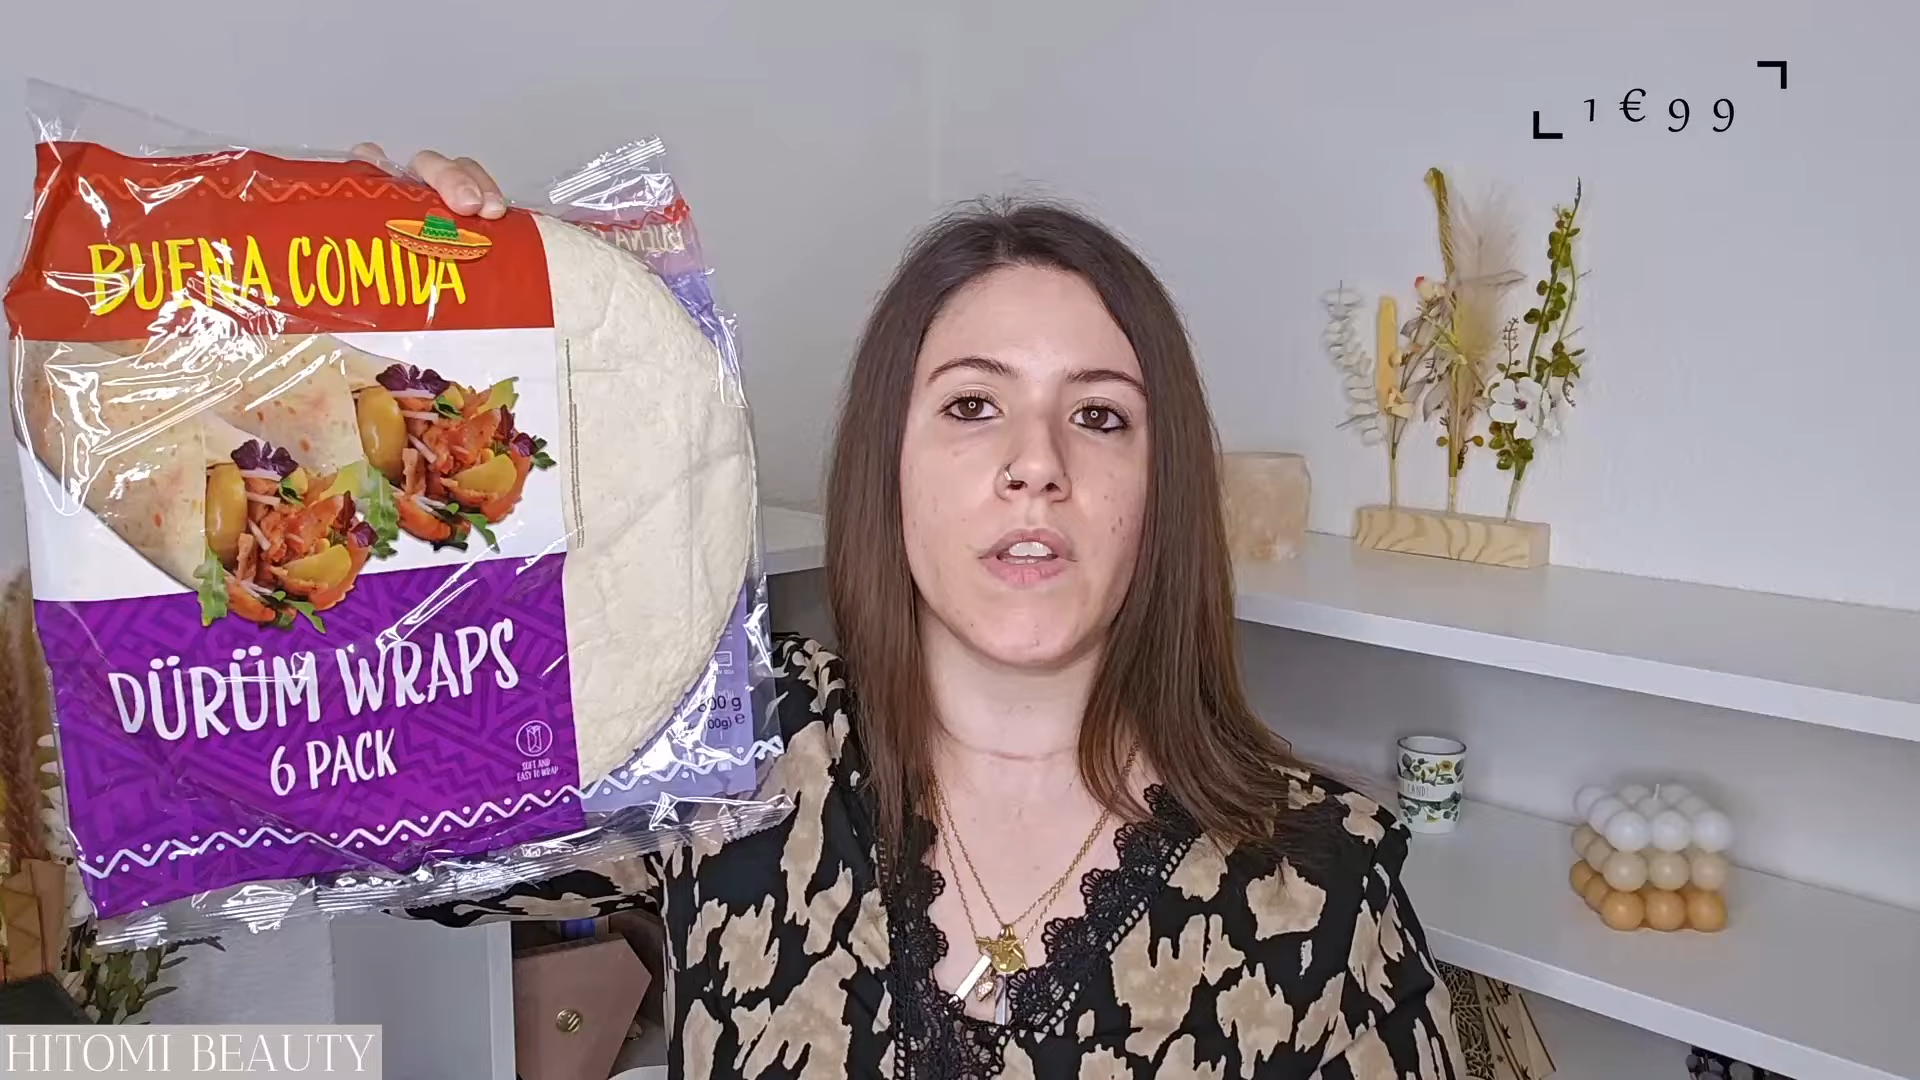 1€99
BUENA COMIDA
DÜRÜM WRAPS
6 PACK
SOFT AND
EASY TO WRAP
HITOMI BEAUTY